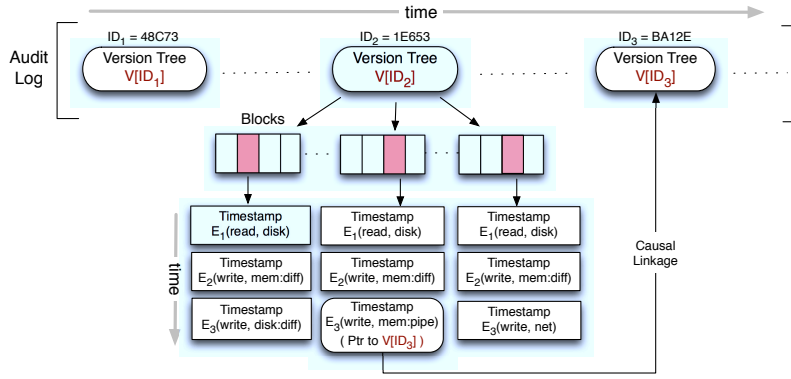 time
Audit
Log
ID1 = 48C73
Version Tree
V[ID1]
ID2 = 1E653
Version Tree
V[ID2]
ID3 = BA12E
Version Tree
V[ID3]
Blocks
time
Timestamp
E1(read, disk)
Timestamp
E1(read, disk)
Timestamp
E1(read, disk)
Timestamp
E2(write, mem:diff)
Timestamp
E2(write, mem:diff)
Timestamp
E2(write, mem:diff)
Timestamp
E3(write, disk:diff)
Timestamp
E3(write, mem:pipe)
( Ptr to V[ID3] )
Timestamp
E3(write, net)
Causal
Linkage